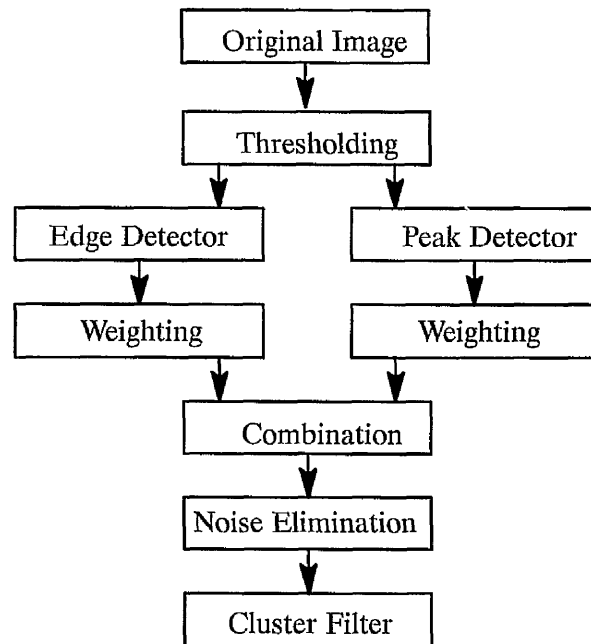 Original Image
Thresholding
Edge Detector
Peak Detector
Weighting
Weighting
Combination
Noise Elimination
Cluster Filter